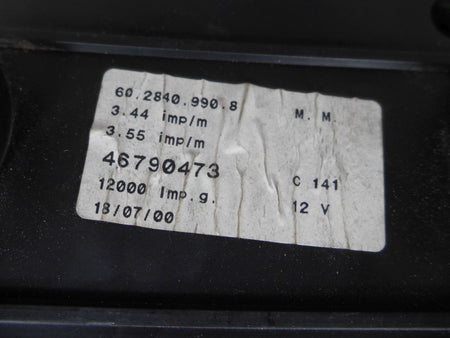 60.2840.990.8 M. M.
3.44 imp/m
3.55 imp/m
46790473
12000 Imp.g. C 141
18/07/00 12 V